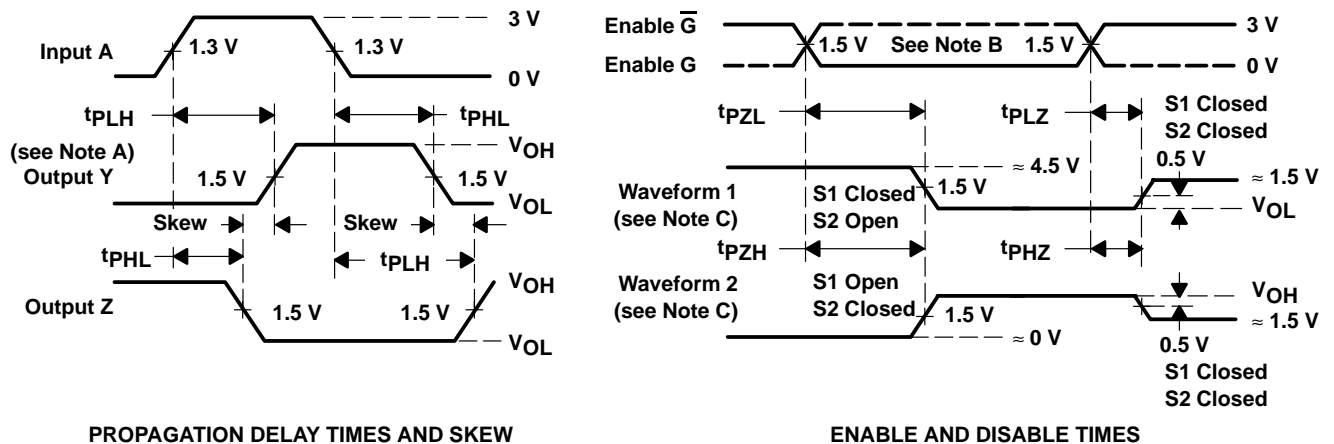 Input A
1.3 V
1.3 V
3 V
0 V
tPLH
tPHL
(see Note A)
Output Y
1.5 V
1.5 V
VOH
VOL
Skew
Skew
tPHL
tPLH
Output Z
1.5 V
1.5 V
VOH
VOL
PROPAGATION DELAY TIMES AND SKEW
Enable G̅
Enable G
1.5 V
See Note B
1.5 V
3 V
0 V
tPZL
tPLZ
S1 Closed
S2 Closed
≈ 4.5 V
0.5 V
≈ 1.5 V
Waveform 1
(see Note C)
S1 Closed
S2 Open
1.5 V
VOL
tPZH
tPHZ
Waveform 2
(see Note C)
S1 Open
S2 Closed
1.5 V
≈ 0 V
VOH
≈ 1.5 V
0.5 V
S1 Closed
S2 Closed
ENABLE AND DISABLE TIMES